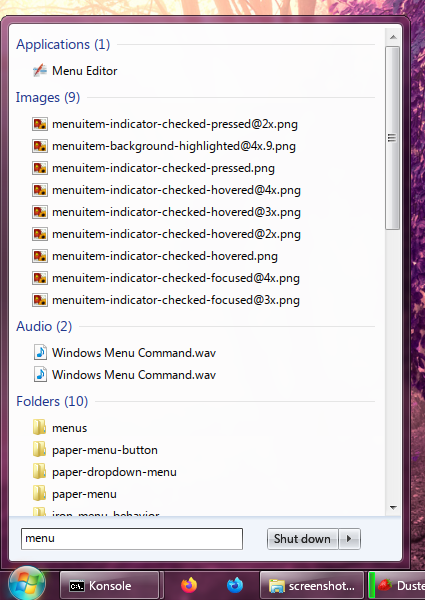 Applications (1)
Menu Editor
Images (9)
menuitem-indicator-checked-pressed@2x.png
menuitem-background-highlighted@4x.9.png
menuitem-indicator-checked-pressed.png
menuitem-indicator-checked-hovered@4x.png
menuitem-indicator-checked-hovered@3x.png
menuitem-indicator-checked-hovered@2x.png
menuitem-indicator-checked-hovered.png
menuitem-indicator-checked-focused@4x.png
menuitem-indicator-checked-focused@3x.png
Audio (2)
Windows Menu Command.wav
Windows Menu Command.wav
Folders (10)
menus
paper-menu-button
paper-dropdown-menu
paper-menu
iron-menu-behavior
menu
Shut down
Konsole
screenshot...
Duste